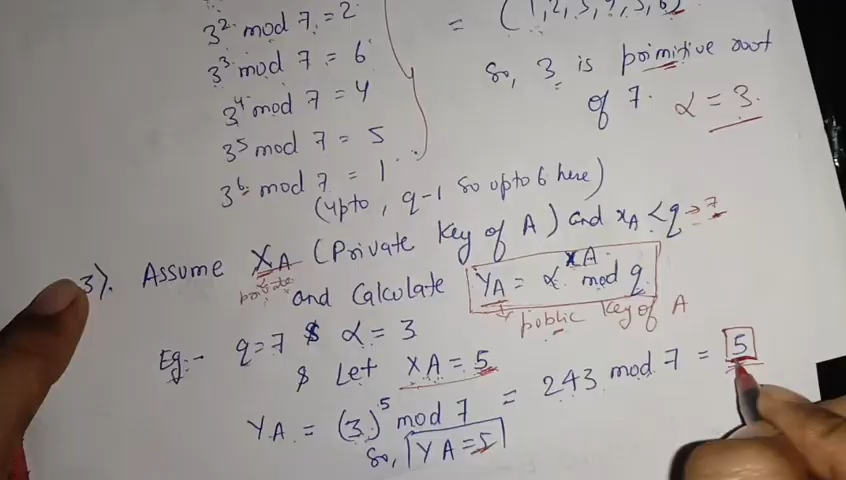 3² mod 7 = 2
3³ mod 7 = 6
3⁴ mod 7 = 4
3⁵ mod 7 = 5
3⁶ mod 7 = 1
(upto, q-1 so upto 6 here)
= (1,2,3,4,5,6)
So, 3 is primitive root
of 7. α = 3.
3). Assume XA (Private Key of A) and XA < q → 7
private
and Calculate YA = α^XA mod q
public Key of A
Eg:- q=7 & α = 3
& Let XA = 5
YA = (3)⁵ mod 7 = 243 mod 7 = 5
So, YA = 5